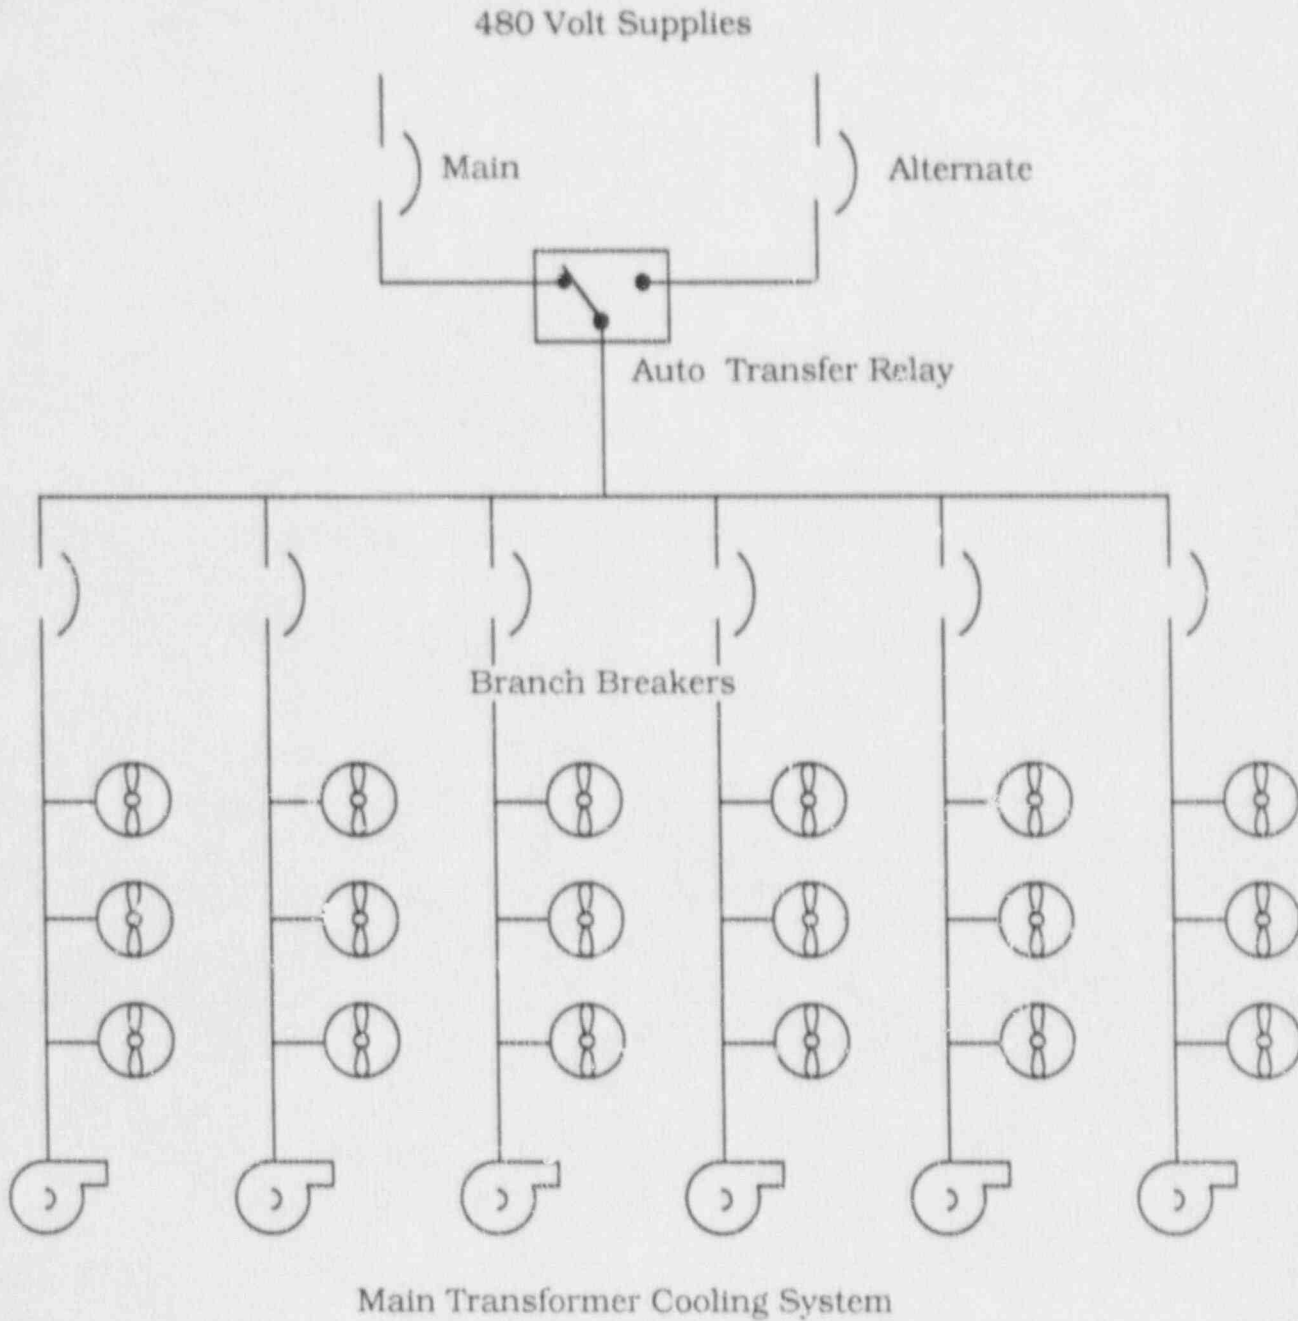 480 Volt Supplies
Main
Alternate
Auto Transfer Relay
Branch Breakers
Main Transformer Cooling System